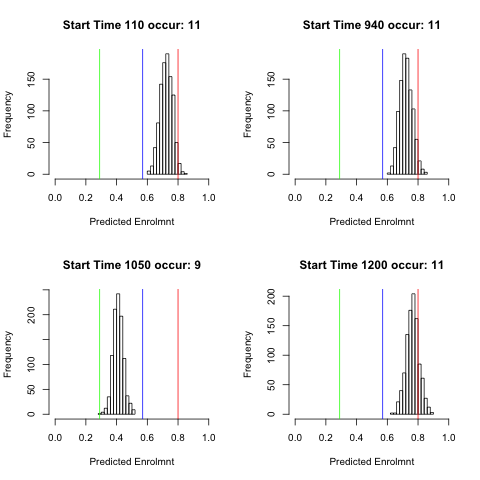 Start Time 110 occur: 11
Frequency
0 50 100 150
0.0 0.2 0.4 0.6 0.8 1.0
Predicted Enrolmnt
Start Time 940 occur: 11
Frequency
0 50 100 150
0.0 0.2 0.4 0.6 0.8 1.0
Predicted Enrolmnt
Start Time 1050 occur: 9
Frequency
0 50 100 200
0.0 0.2 0.4 0.6 0.8 1.0
Predicted Enrolmnt
Start Time 1200 occur: 11
Frequency
0 50 100 150 200
0.0 0.2 0.4 0.6 0.8 1.0
Predicted Enrolmnt